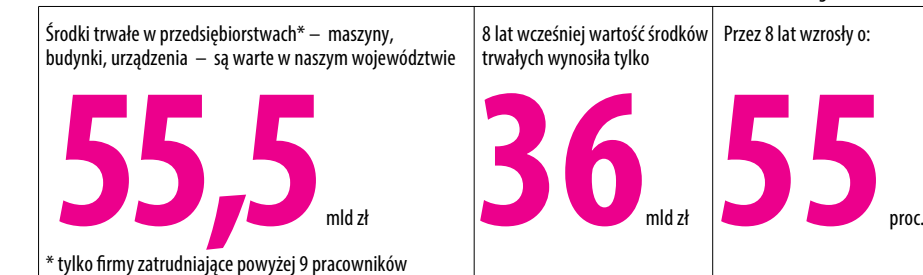 Środki trwałe w przedsiębiorstwach* – maszyny,
budynki, urządzenia – są warte w naszym województwie
55,5 mld zł
* tylko firmy zatrudniające powyżej 9 pracowników
8 lat wcześniej wartość środków
trwałych wynosiła tylko
36 mld zł
Przez 8 lat wzrosły o:
55 proc.